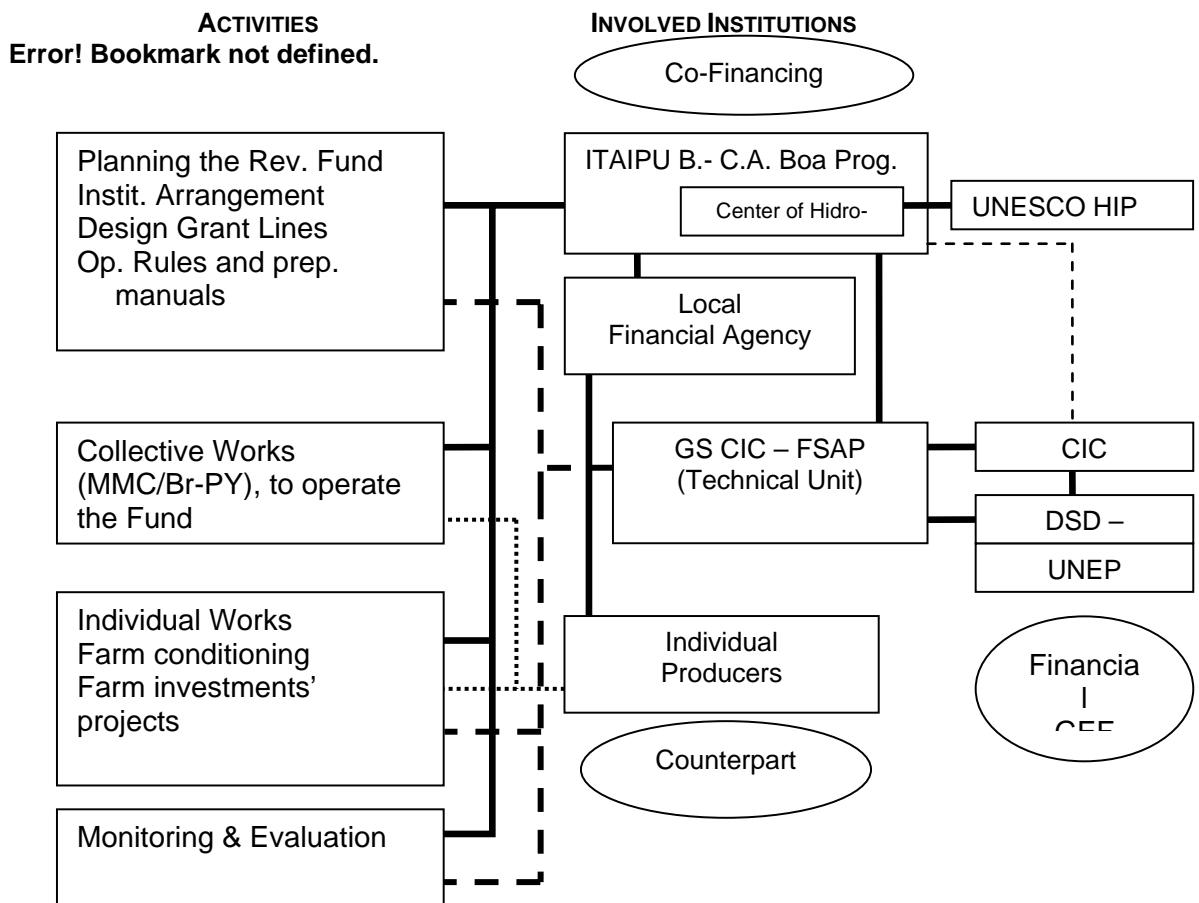 ACTIVITIES
Error! Bookmark not defined.
INVOLVED INSTITUTIONS
Co-Financing
Planning the Rev. Fund
Instit. Arrangement
Design Grant Lines
Op. Rules and prep.
manuals
ITAIPU B.- C.A. Boa Prog.
Center of Hidro-
UNESCO HIP
Local
Financial Agency
Collective Works
(MMC/Br-PY), to operate
the Fund
GS CIC – FSAP
(Technical Unit)
CIC
DSD –
UNEP
Individual Works
Farm conditioning
Farm investments’
projects
Individual
Producers
Financia
l
Counterpart
Monitoring & Evaluation